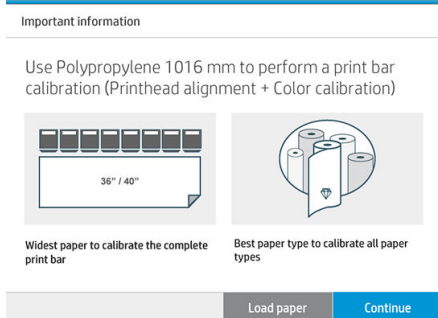 Important information
Use Polypropylene 1016 mm to perform a print bar
calibration (Printhead alignment + Color calibration)
36" / 40"
Widest paper to calibrate the complete
print bar
Best paper type to calibrate all paper
types
Load paper
Continue